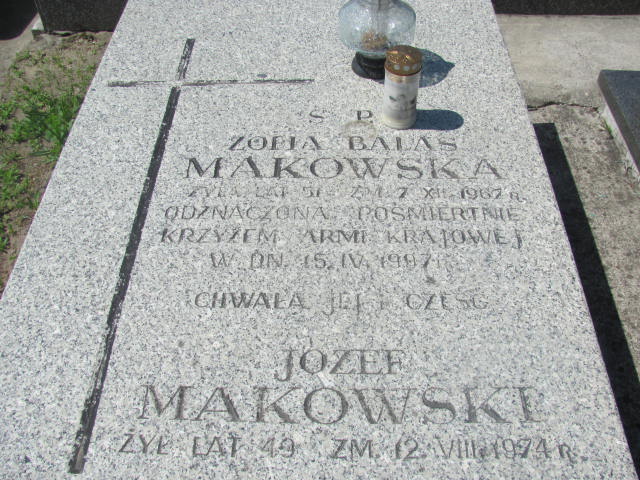 Ś P
ZOFIA BALAS
MAKOWSKA
ŻYŁA LAT 51 ZM. 7 XII. 1967 R.
ODZNACZONA POŚMIERTNIE
KRZYŻEM ARMI KRAJOWEJ
W DN. 15. IV. 1997 R.
CHWAŁA JEJ I CZEŚĆ
JÓZEF
MAKOWSKI
ŻYŁ LAT 49 ZM. 12. VIII. 1974 R.